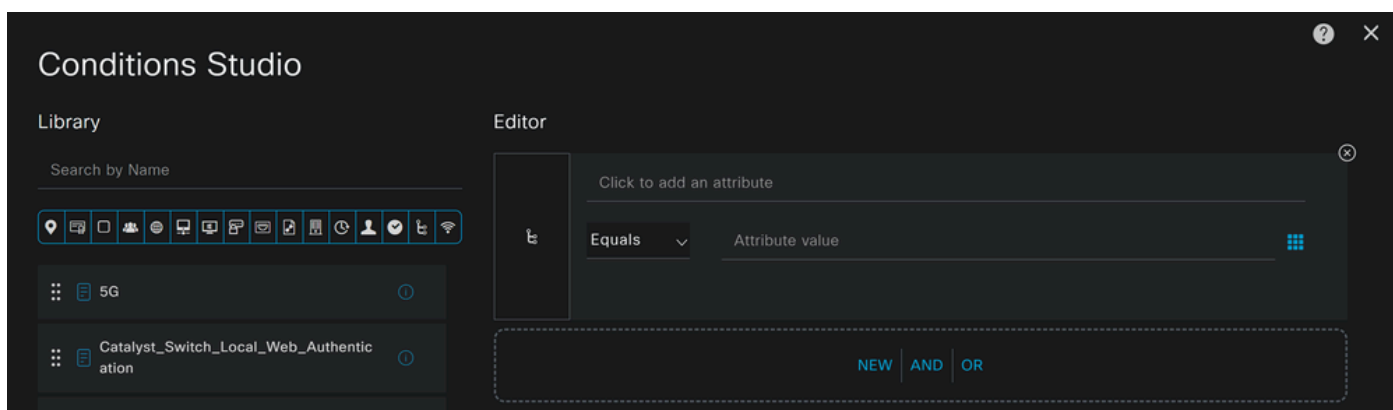 Conditions Studio
Library
Search by Name
5G
Catalyst_Switch_Local_Web_Authentic
ation
Editor
Click to add an attribute
Equals
Attribute value
NEW AND OR